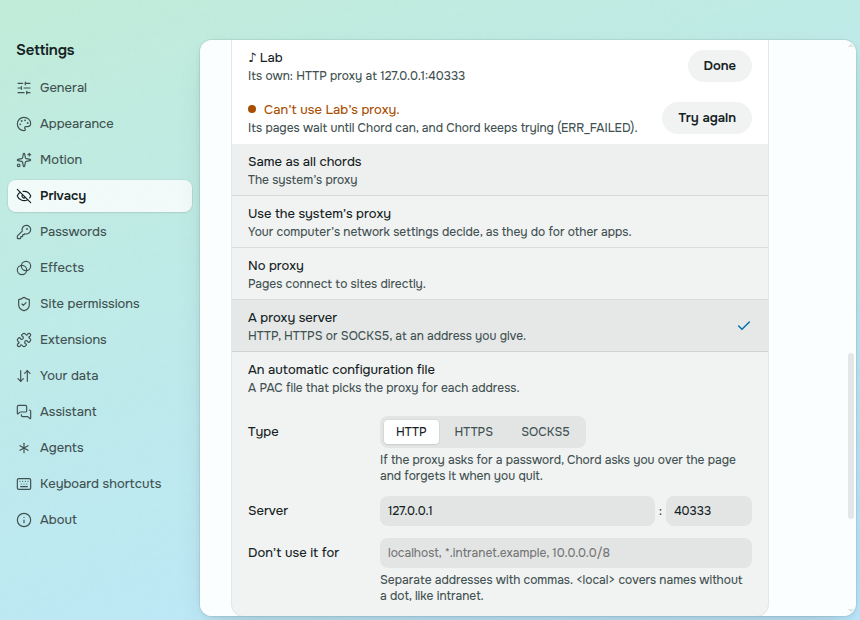 Settings
General
Appearance
Motion
Privacy
Passwords
Effects
Site permissions
Extensions
Your data
Assistant
Agents
Keyboard shortcuts
About
♪ Lab
Its own: HTTP proxy at 127.0.0.1:40333
Done
Can't use Lab's proxy.
Its pages wait until Chord can, and Chord keeps trying (ERR_FAILED).
Try again
Same as all chords
The system's proxy
Use the system's proxy
Your computer's network settings decide, as they do for other apps.
No proxy
Pages connect to sites directly.
A proxy server
HTTP, HTTPS or SOCKS5, at an address you give.
An automatic configuration file
A PAC file that picks the proxy for each address.
Type
HTTP HTTPS SOCKS5
If the proxy asks for a password, Chord asks you over the page
and forgets it when you quit.
Server
127.0.0.1 : 40333
Don't use it for
localhost, *.intranet.example, 10.0.0.0/8
Separate addresses with commas. <local> covers names without
a dot, like intranet.